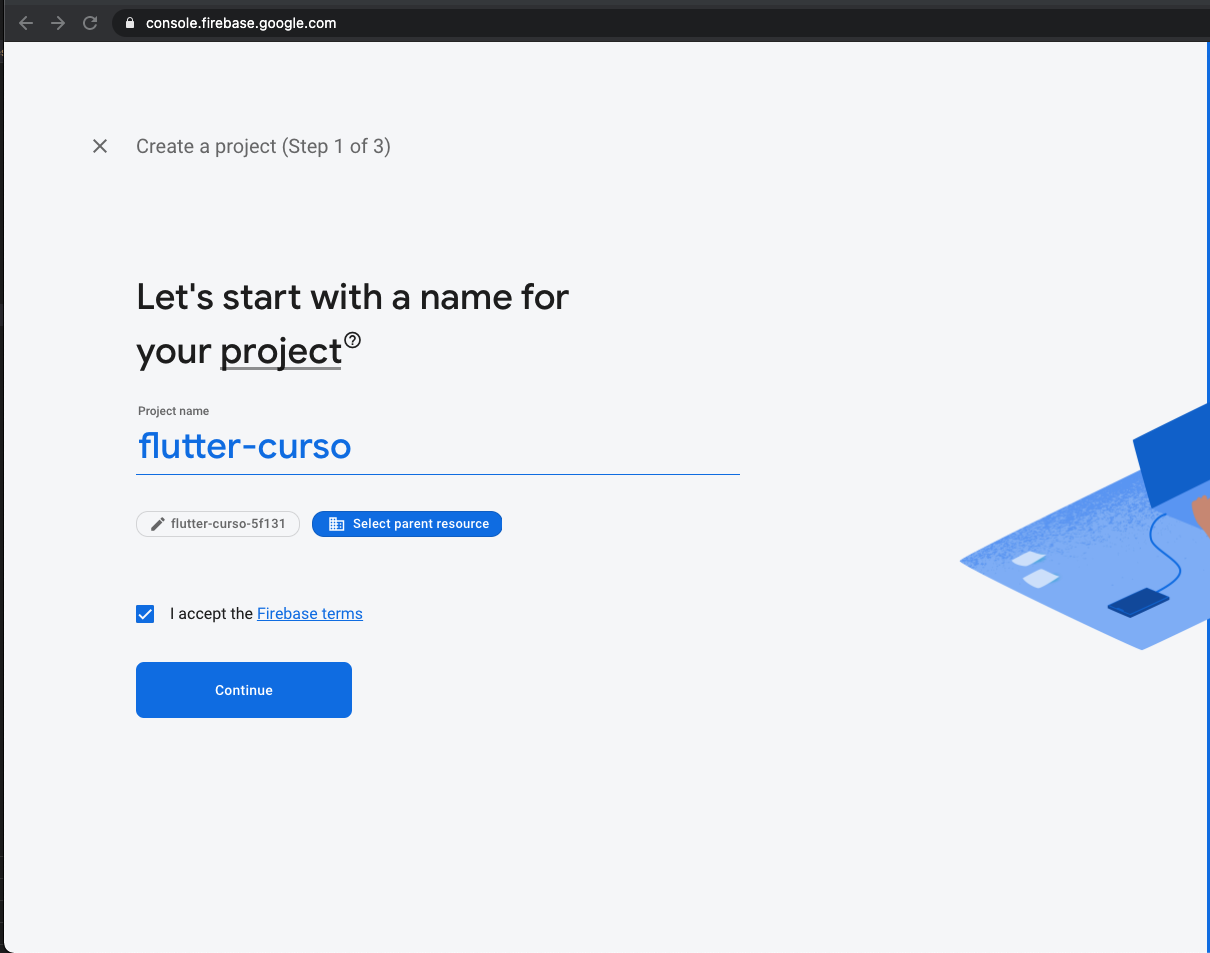 console.firebase.google.com
Create a project (Step 1 of 3)
Let's start with a name for
your project
Project name
flutter-curso
flutter-curso-5f131
Select parent resource
I accept the Firebase terms
Continue